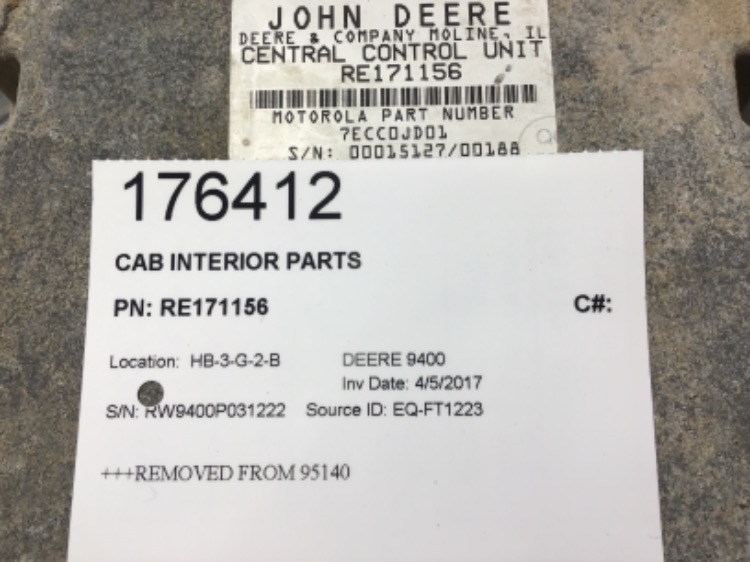 JOHN DEERE
DEERE & COMPANY MOLINE, IL
CENTRAL CONTROL UNIT
RE171156
MOTOROLA PART NUMBER
7ECC0JD01
S/N: 00015127/00188
176412
CAB INTERIOR PARTS
PN: RE171156 C#:
Location: HB-3-G-2-B DEERE 9400
Inv Date: 4/5/2017
S/N: RW9400P031222 Source ID: EQ-FT1223
+++REMOVED FROM 95140